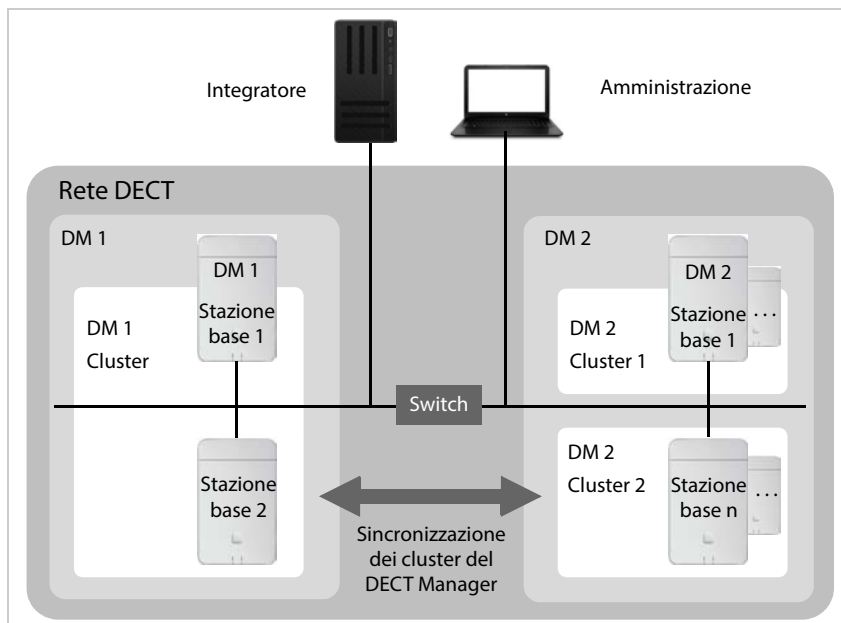 Integratore
Amministrazione
Rete DECT
DM 1
DM 1
Stazione
base 1
DM 1
Cluster
Stazione
base 2
Switch
DM 2
DM 2
Stazione
base 1
...
DM 2
Cluster 1
DM 2
Cluster 2
Stazione
base n
...
Sincronizzazione
dei cluster del
DECT Manager